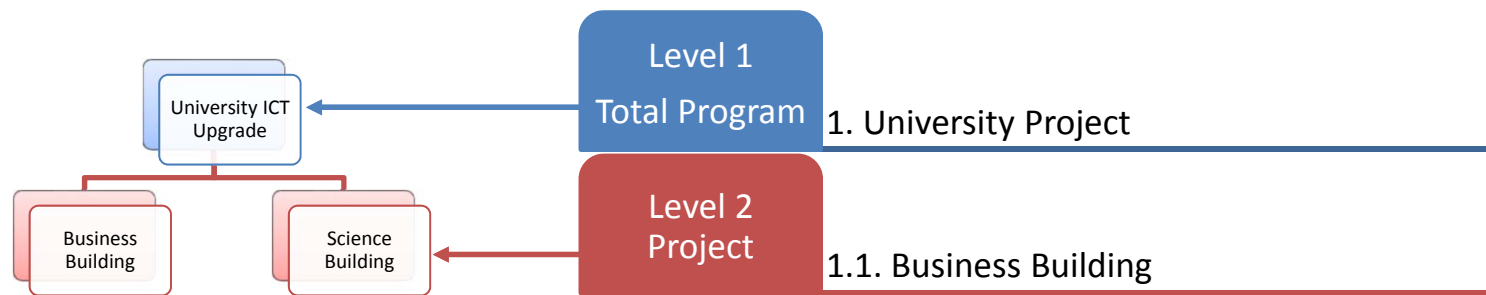 University ICT
Upgrade
Business
Building
Science
Building
Level 1
Total Program
1. University Project
Level 2
Project
1.1. Business Building